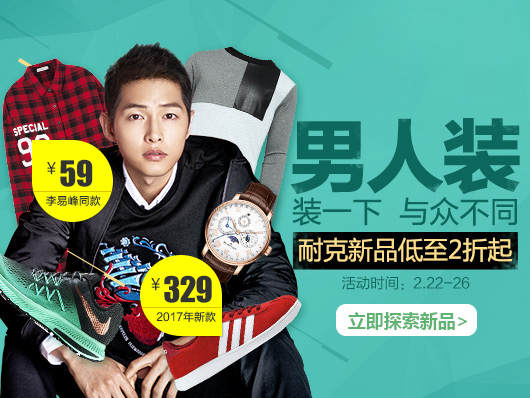 SPECIAL
¥59
李易峰同款
¥329
2017年新款
男人装
装一下 与众不同
耐克新品低至2折起
活动时间：2.22-26
立即探索新品>